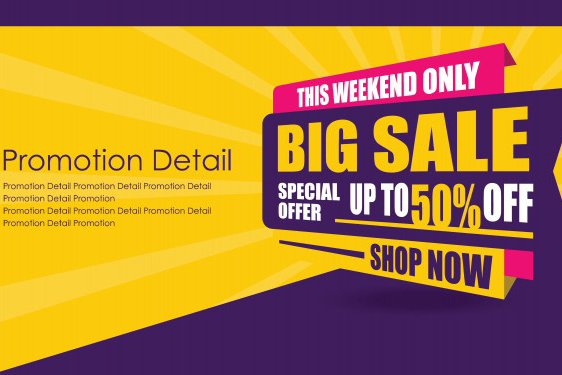 Promotion Detail
Promotion Detail Promotion Detail Promotion Detail
Promotion Detail Promotion
Promotion Detail Promotion Detail Promotion Detail
Promotion Detail Promotion
THIS WEEKEND ONLY
BIG SALE
SPECIAL OFFER
UP TO 50% OFF
SHOP NOW